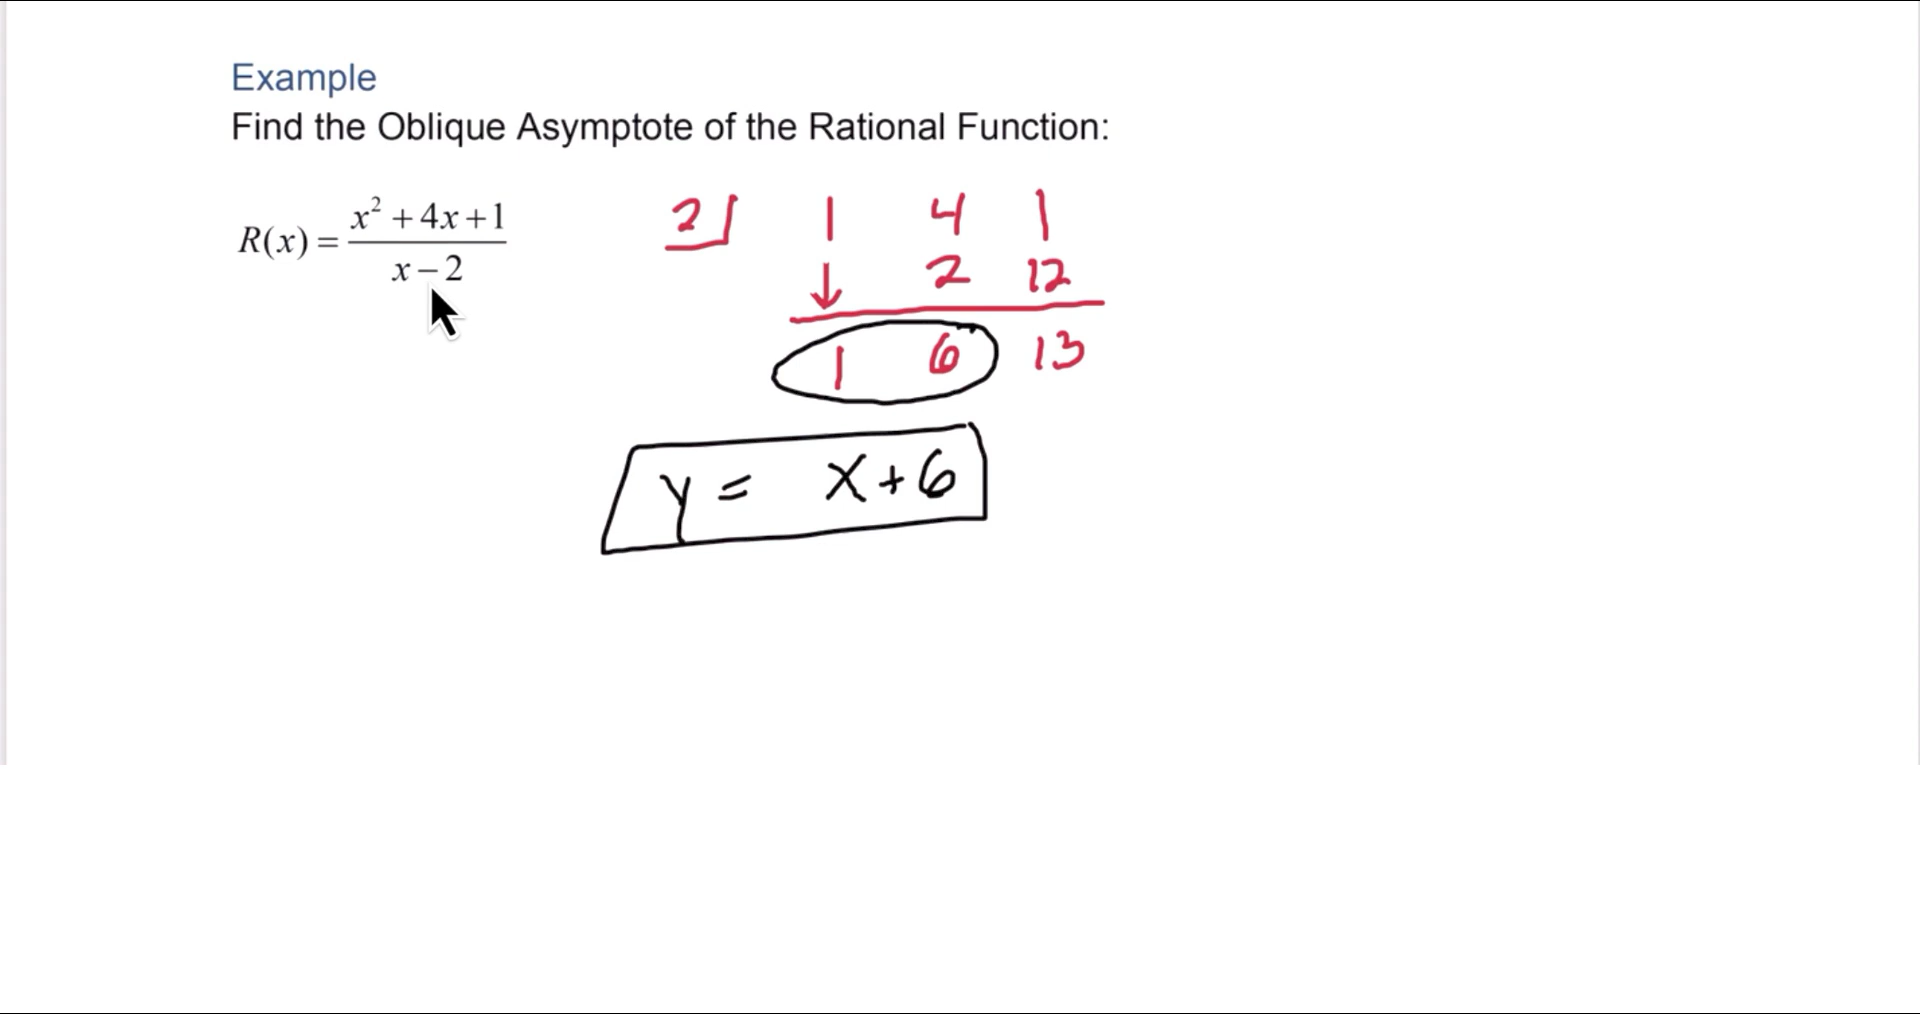 Example
Find the Oblique Asymptote of the Rational Function:
R(x) = (x² + 4x + 1) / (x − 2)
2 | 1 4 1
↓ 2 12
1 6 13
y = x + 6